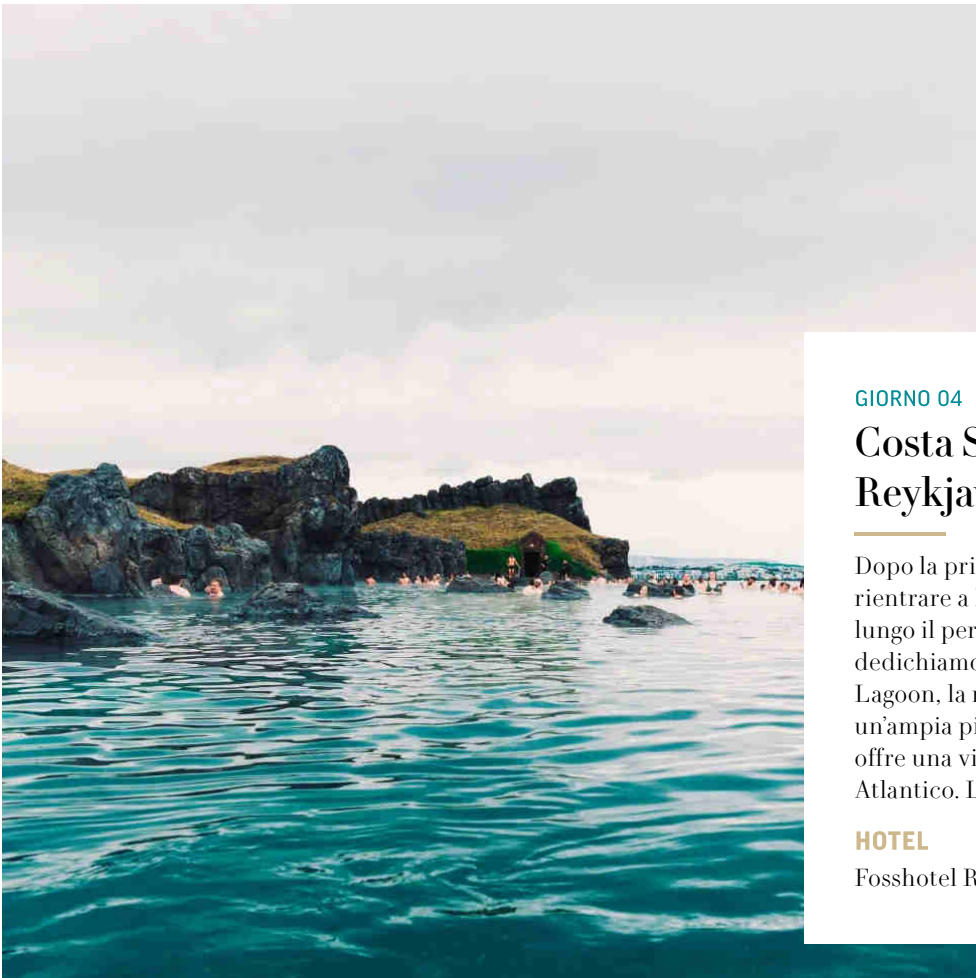 GIORNO 04
Costa S
Reykja
Dopo la pri
rientrare a
lungo il per
dedichiamo
Lagoon, la
un’ampia pi
offre una vi
Atlantico. L
HOTEL
Fosshotel R